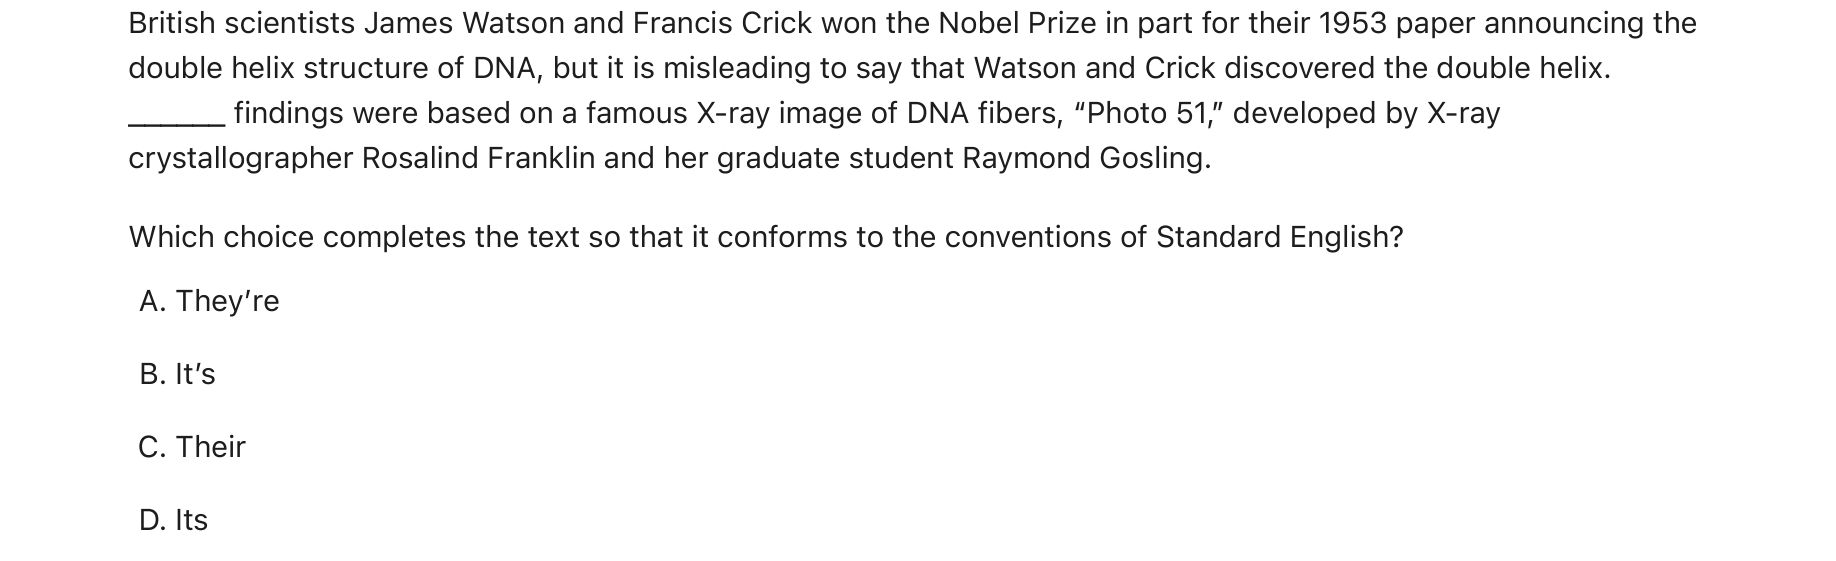 British scientists James Watson and Francis Crick won the Nobel Prize in part for their 1953 paper announcing the
double helix structure of DNA, but it is misleading to say that Watson and Crick discovered the double helix.
______ findings were based on a famous X-ray image of DNA fibers, “Photo 51,” developed by X-ray
crystallographer Rosalind Franklin and her graduate student Raymond Gosling.
Which choice completes the text so that it conforms to the conventions of Standard English?
A. They’re
B. It’s
C. Their
D. Its